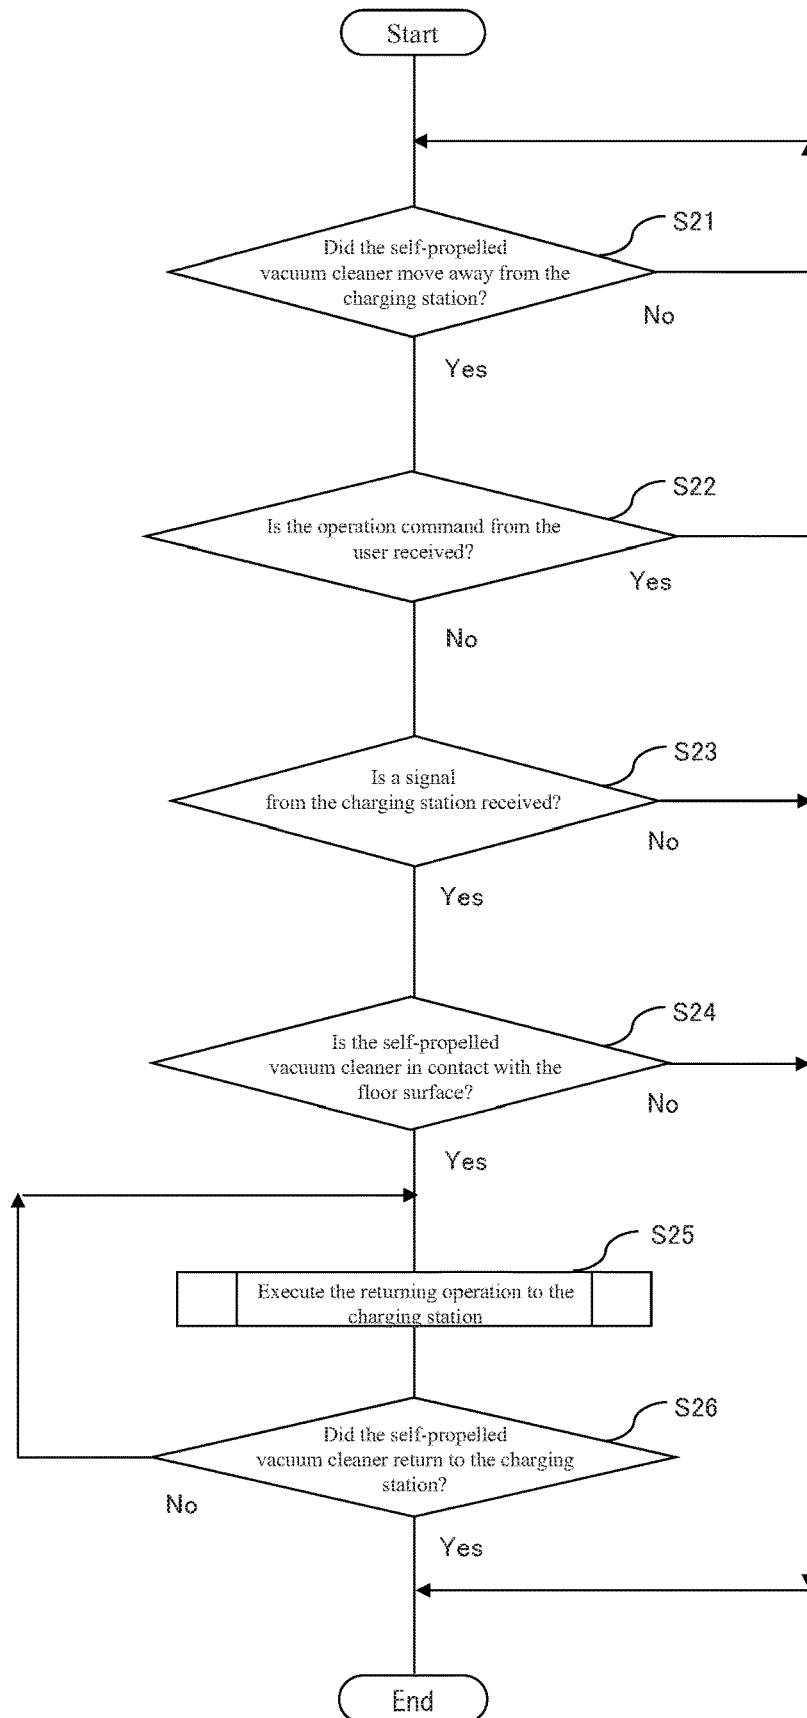 Start
S21
Did the self-propelled
vacuum cleaner move away from the
charging station?
No
Yes
S22
Is the operation command from the
user received?
Yes
No
S23
Is a signal
from the charging station received?
No
Yes
S24
Is the self-propelled
vacuum cleaner in contact with the
floor surface?
No
Yes
S25
Execute the returning operation to the
charging station
S26
Did the self-propelled
vacuum cleaner return to the charging
station?
No
Yes
End